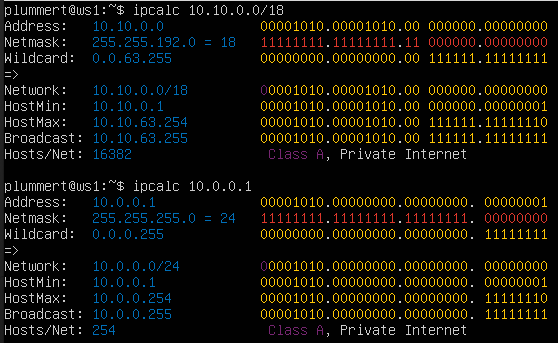 plummert@ws1:~$ ipcalc 10.10.0.0/18
Address:   10.10.0.0            00001010.00001010.00 000000.00000000
Netmask:   255.255.192.0 = 18   11111111.11111111.11 000000.00000000
Wildcard:  0.0.63.255           00000000.00000000.00 111111.11111111
=>
Network:   10.10.0.0/18         00001010.00001010.00 000000.00000000
HostMin:   10.10.0.1            00001010.00001010.00 000000.00000001
HostMax:   10.10.63.254         00001010.00001010.00 111111.11111110
Broadcast: 10.10.63.255         00001010.00001010.00 111111.11111111
Hosts/Net: 16382                 Class A, Private Internet
plummert@ws1:~$ ipcalc 10.0.0.1
Address:   10.0.0.1             00001010.00000000.00000000. 00000001
Netmask:   255.255.255.0 = 24   11111111.11111111.11111111. 00000000
Wildcard:  0.0.0.255            00000000.00000000.00000000. 11111111
=>
Network:   10.0.0.0/24          00001010.00000000.00000000. 00000000
HostMin:   10.0.0.1             00001010.00000000.00000000. 00000001
HostMax:   10.0.0.254           00001010.00000000.00000000. 11111110
Broadcast: 10.0.0.255           00001010.00000000.00000000. 11111111
Hosts/Net: 254                   Class A, Private Internet